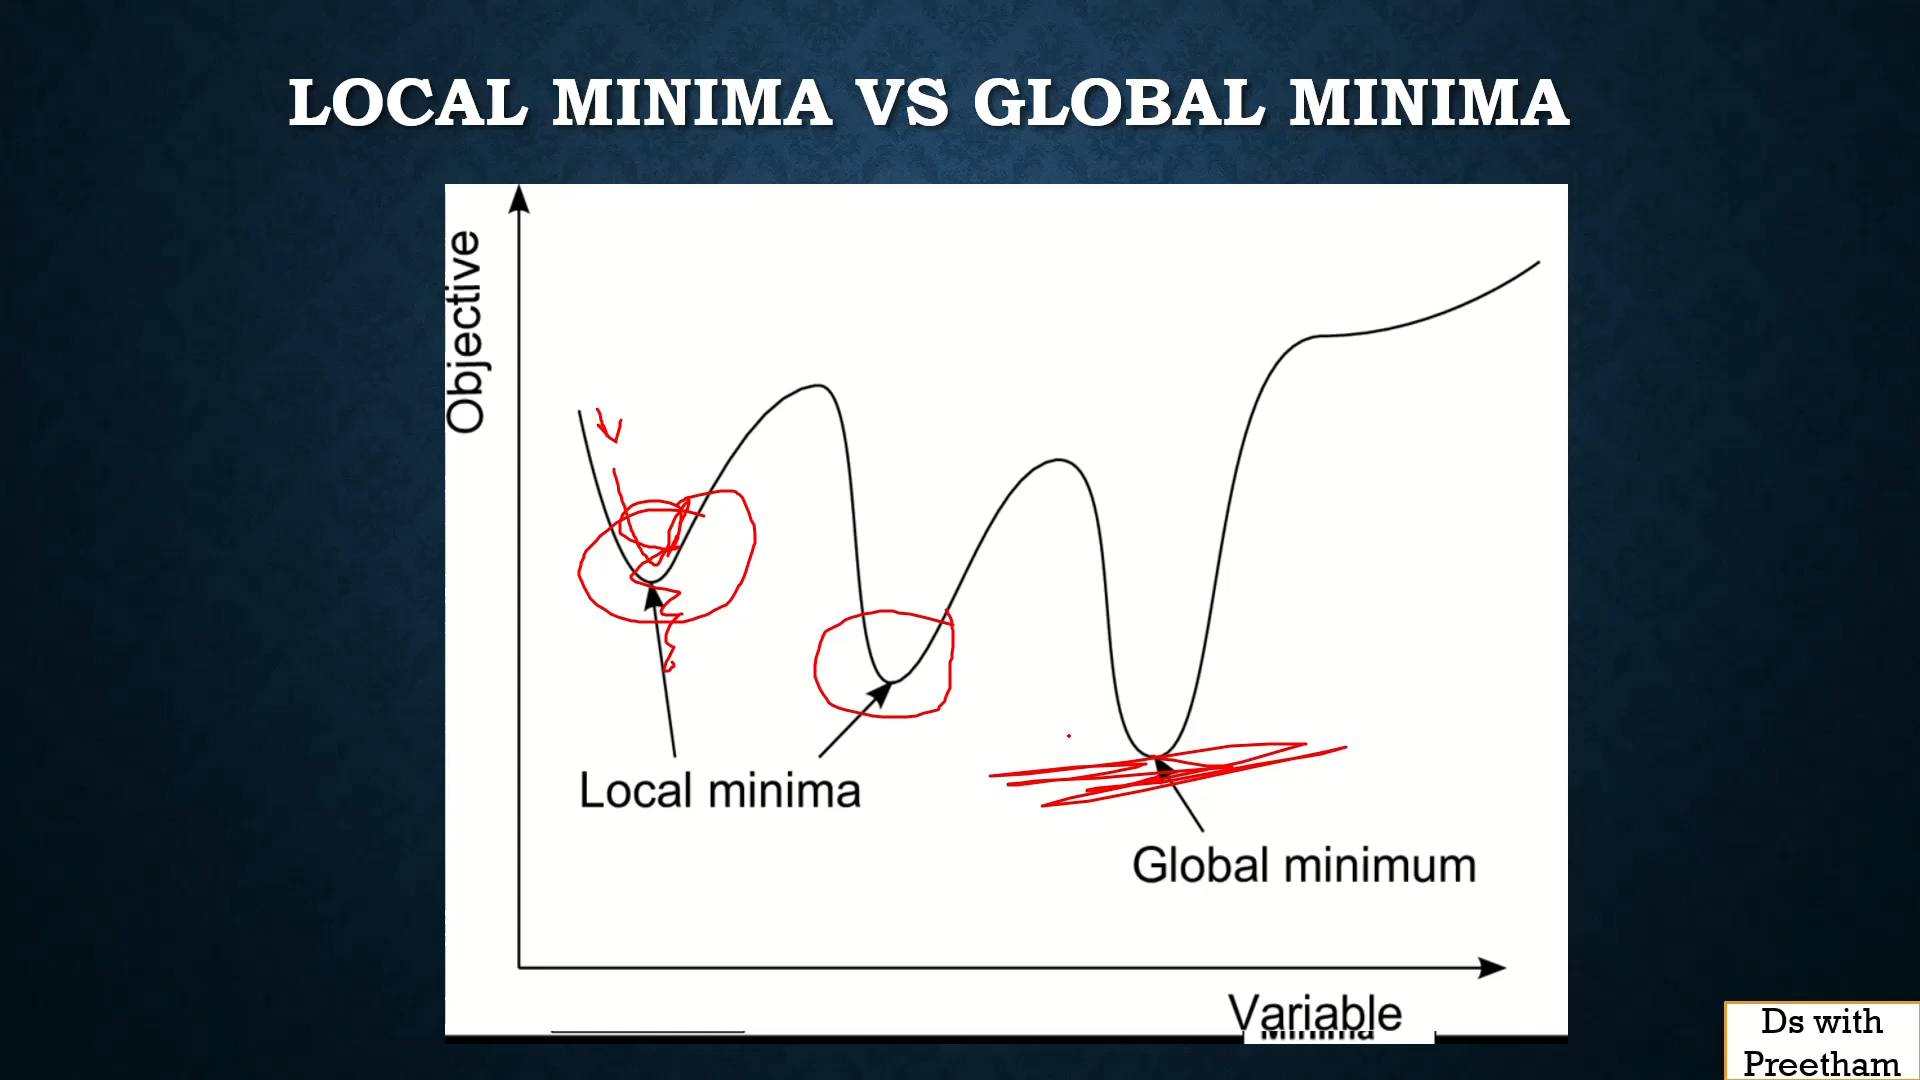 LOCAL MINIMA VS GLOBAL MINIMA
Objective
Local minima
Global minimum
Variable
Ds with
Preetham